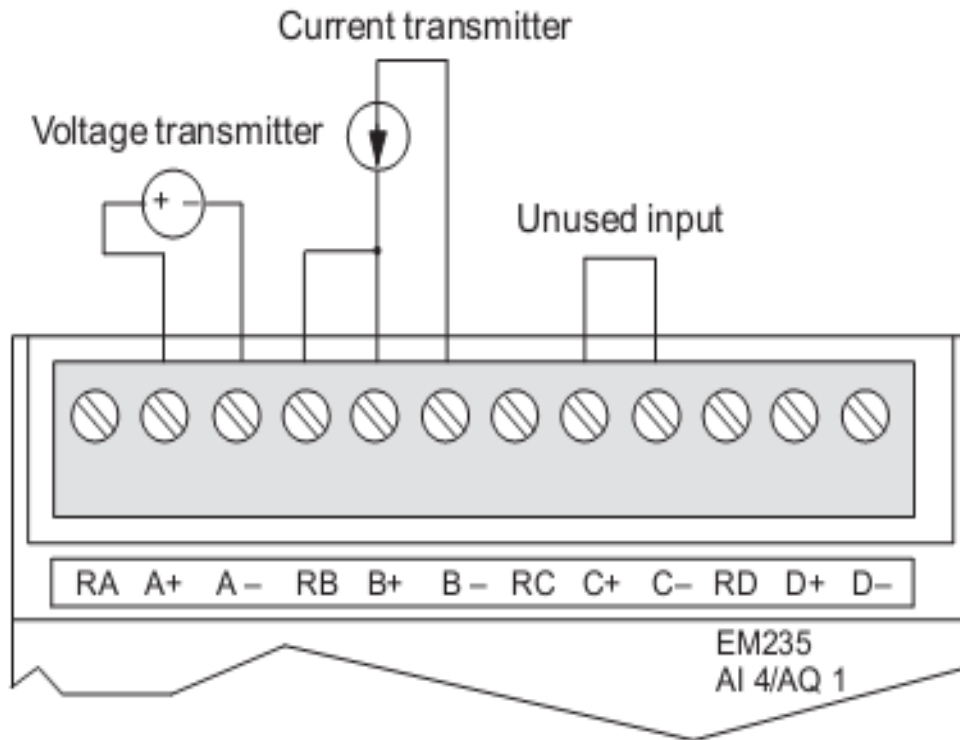 Current transmitter
Voltage transmitter
+ –
Unused input
RA A+ A – RB B+ B – RC C+ C– RD D+ D–
EM235
AI 4/AQ 1